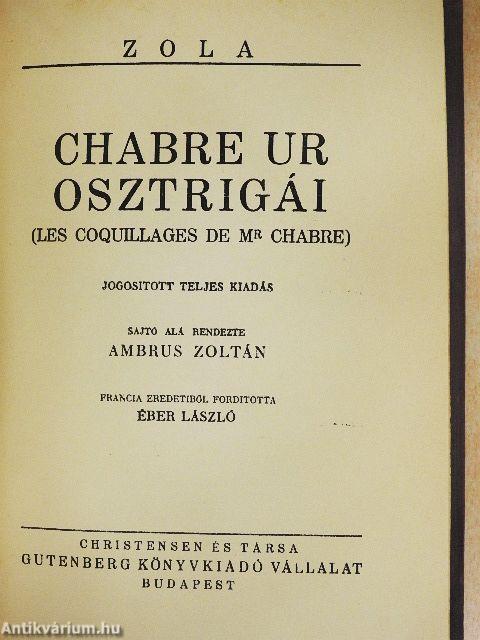 ZOLA
CHABRE UR
OSZTRIGÁI
(LES COQUILLAGES DE MR CHABRE)
JOGOSITOTT TELJES KIADÁS
SAJTÓ ALÁ RENDEZTE
AMBRUS ZOLTÁN
FRANCIA EREDETIBŐL FORDITOTTA
ÉBER LÁSZLÓ
CHRISTENSEN ÉS TÁRSA
GUTENBERG KÖNYVKIADÓ VÁLLALAT
BUDAPEST
Antikvárium.hu